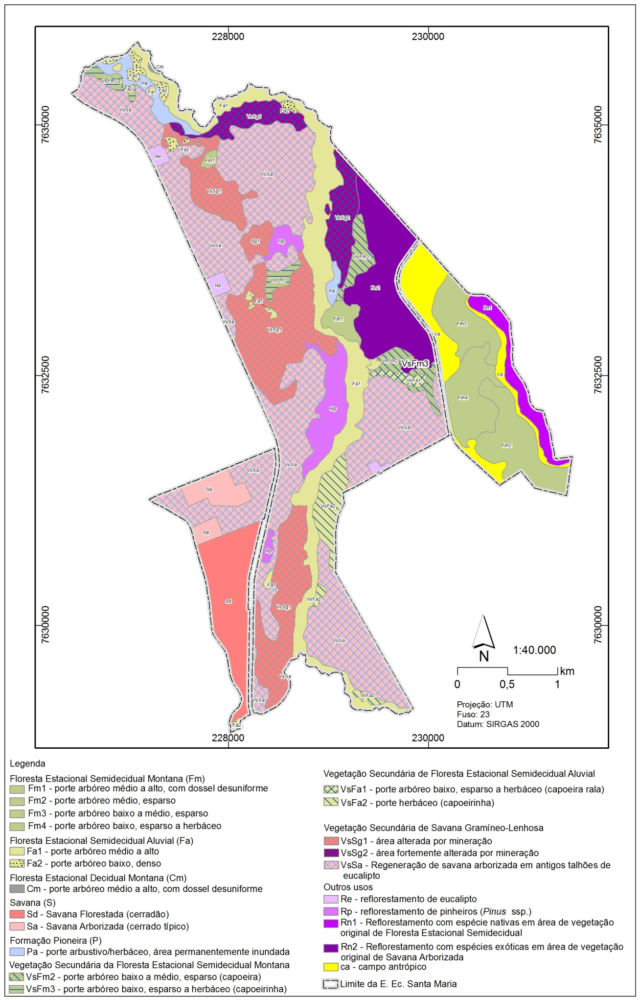 228000
230000
Cm
Fa2
VsFm3
Pa
Fa2
Fa1
Fa2
VsSa
Fa1
Fa2
VsSg2
7635000
7635000
Fa2
Re
Fm1
VsSa
VsSg1
VsSg2
Sg1
Rp
VsSa
VsFm2
VsFm3
Re
Rn2
Pa
Fa1
Rn1
VsSa
Fm1
Fm3
VsSg1
ca
VsFm2
VsFm3
7632500
7632500
ca
VsFa1
Fa1
Fm4
Rp
VsSa
Fm2
VsSa
VsSa
Re
Sa
VsFa2
Sa
Rp
Fa1
VsFa2
Sd
VsSg1
7630000
7630000
VsSa
N
1:40.000
km
0
0,5
1
VsSa
VsFa2
VsSa
Projeção: UTM
Fuso: 23
Datum: SIRGAS 2000
Fa2
228000
230000
Legenda
Floresta Estacional Semidecidual Montana (Fm)
Fm1 - porte arbóreo médio a alto, com dossel desuniforme
Fm2 - porte arbóreo médio, esparso
Fm3 - porte arbóreo baixo a médio, esparso
Fm4 - porte arbóreo baixo, esparso a herbáceo
Floresta Estacional Semidecidual Aluvial (Fa)
Fa1 - porte arbóreo médio a alto
Fa2 - porte arbóreo baixo, denso
Floresta Estacional Decidual Montana (Cm)
Cm - porte arbóreo médio a alto, com dossel desuniforme
Savana (S)
Sd - Savana Florestada (cerradão)
Sa - Savana Arborizada (cerrado típico)
Formação Pioneira (P)
Pa - porte arbustivo/herbáceo, área permanentemente inundada
Vegetação Secundária da Floresta Estacional Semidecidual Montana
VsFm2 - porte arbóreo baixo a médio, esparso (capoeira)
VsFm3 - porte arbóreo baixo, esparso a herbáceo (capoeirinha)
Vegetação Secundária de Floresta Estacional Semidecidual Aluvial
VsFa1 - porte arbóreo baixo, esparso a herbáceo (capoeira rala)
VsFa2 - porte herbáceo (capoeirinha)
Vegetação Secundária de Savana Gramíneo-Lenhosa
VsSg1 - área alterada por mineração
VsSg2 - área fortemente alterada por mineração
VsSa - Regeneração de savana arborizada em antigos talhões de
eucalipto
Outros usos
Re - reflorestamento de eucalipto
Rp - reflorestamento de pinheiros (Pinus ssp.)
Rn1 - Reflorestamento com espécie nativas em área de vegetação
original de Floresta Estacional Semidecidual
Rn2 - Reflorestamento com espécies exóticas em área de vegetação
original de Savana Arborizada
ca - campo antrópico
Limite da E. Ec. Santa Maria